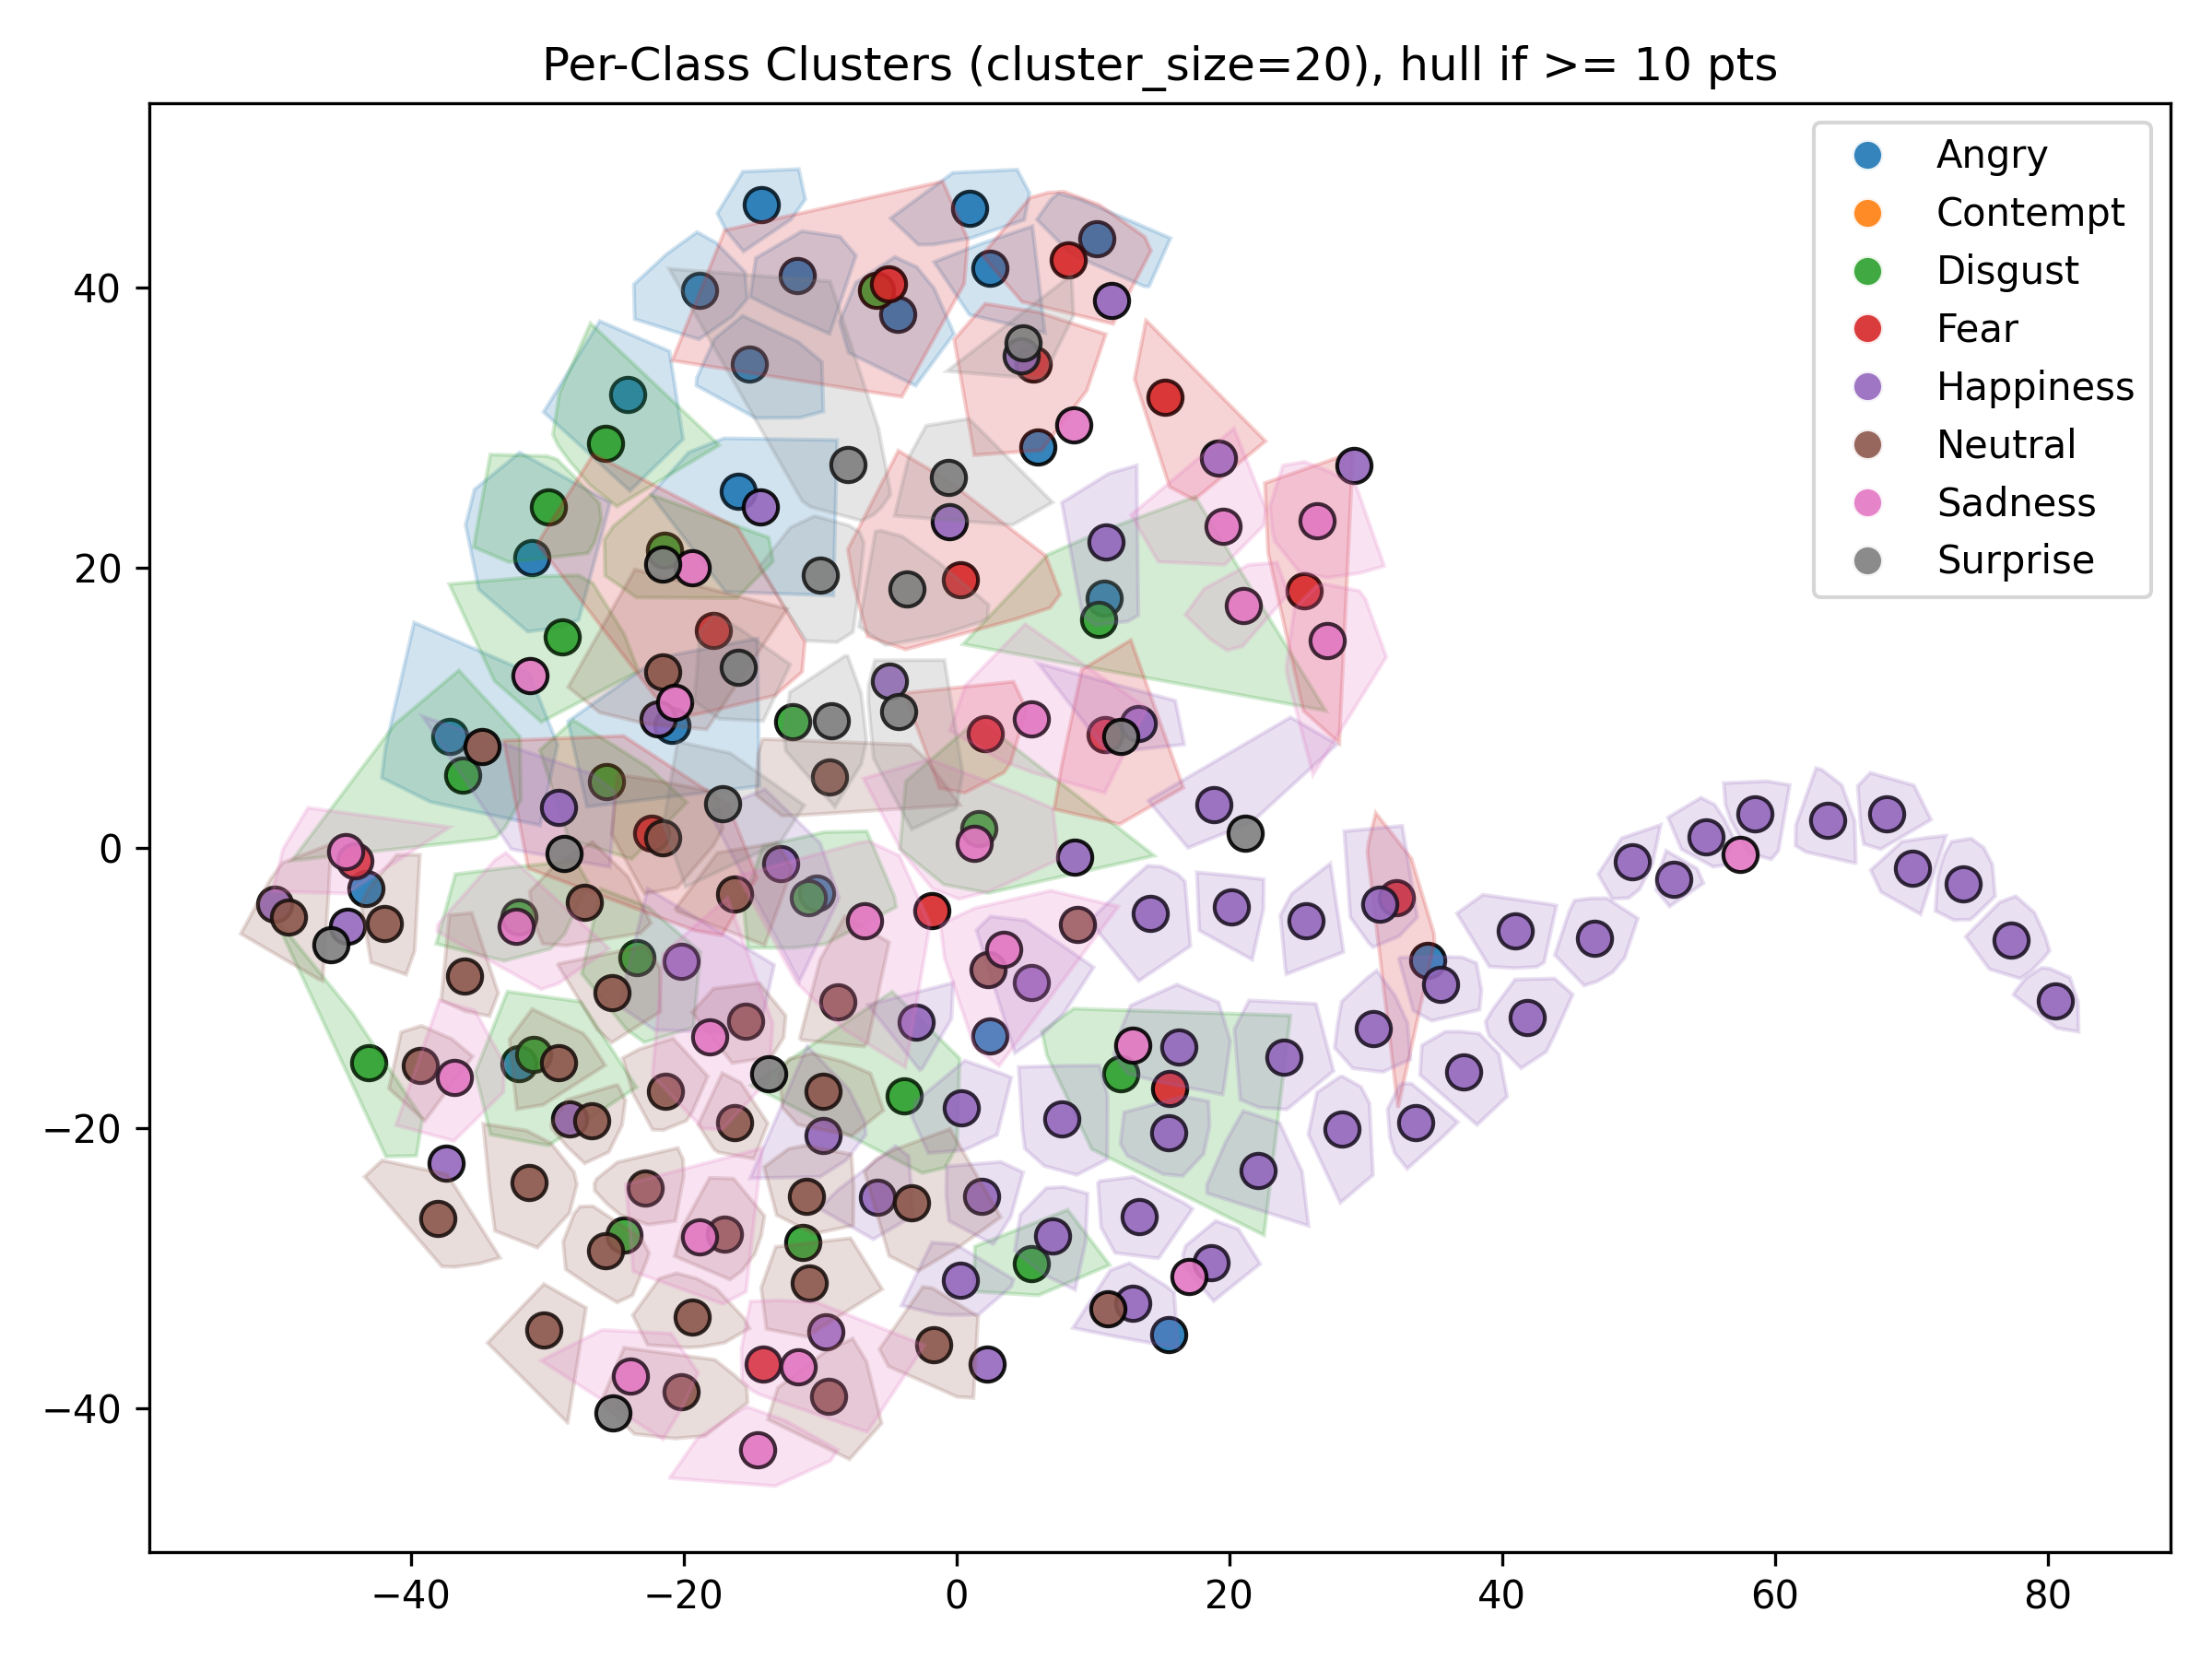 Per-Class Clusters (cluster_size=20), hull if >= 10 pts
Angry
Contempt
Disgust
Fear
Happiness
Neutral
Sadness
Surprise
40
20
0
−20
−40
−40
−20
0
20
40
60
80